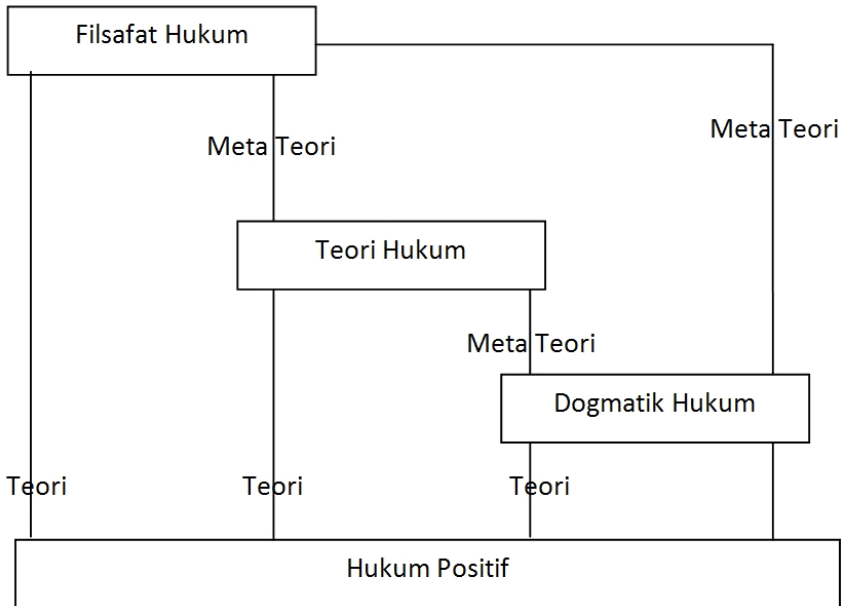 Filsafat Hukum
Meta Teori
Meta Teori
Teori Hukum
Meta Teori
Dogmatik Hukum
Teori
Teori
Teori
Hukum Positif